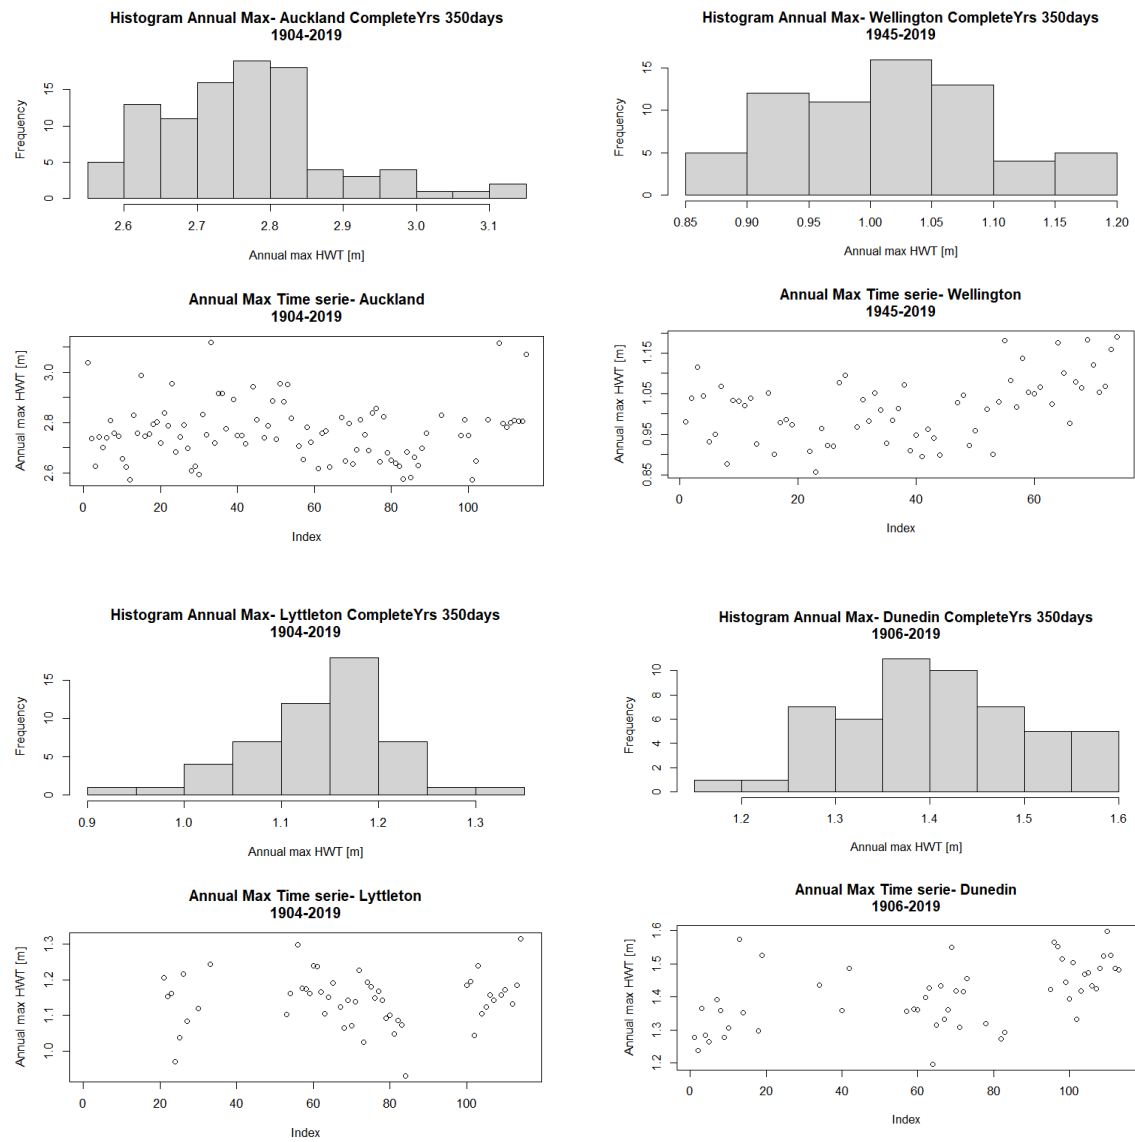 Histogram Annual Max- Auckland CompleteYrs 350days
1904-2019
Frequency
0 5 10 15
2.6 2.7 2.8 2.9 3.0 3.1
Annual max HWT [m]
Histogram Annual Max- Wellington CompleteYrs 350days
1945-2019
Frequency
0 5 10 15
0.85 0.90 0.95 1.00 1.05 1.10 1.15 1.20
Annual max HWT [m]
Annual Max Time serie- Auckland
1904-2019
Annual max HWT [m]
2.6 2.8 3.0
0 20 40 60 80 100
Index
Annual Max Time serie- Wellington
1945-2019
Annual max HWT [m]
0.85 0.95 1.05 1.15
0 20 40 60
Index
Histogram Annual Max- Lyttleton CompleteYrs 350days
1904-2019
Frequency
0 5 10 15
0.9 1.0 1.1 1.2 1.3
Annual max HWT [m]
Histogram Annual Max- Dunedin CompleteYrs 350days
1906-2019
Frequency
0 2 4 6 8 10
1.2 1.3 1.4 1.5 1.6
Annual max HWT [m]
Annual Max Time serie- Lyttleton
1904-2019
Annual max HWT [m]
1.0 1.1 1.2 1.3
0 20 40 60 80 100
Index
Annual Max Time serie- Dunedin
1906-2019
Annual max HWT [m]
1.2 1.3 1.4 1.5 1.6
0 20 40 60 80 100
Index